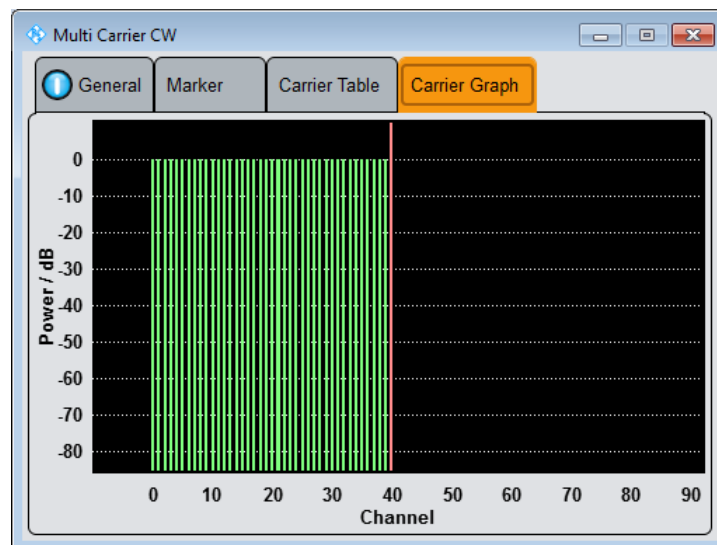 Multi Carrier CW
General Marker Carrier Table Carrier Graph
0
-10
-20
-30
-40
-50
-60
-70
-80
Power / dB
0 10 20 30 40 50 60 70 80 90
Channel